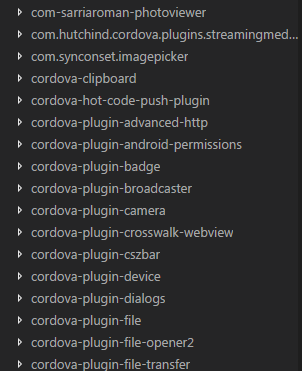 com-sarriaroman-photoviewer
com.hutchind.cordova.plugins.streamingmed...
com.synconset.imagepicker
cordova-clipboard
cordova-hot-code-push-plugin
cordova-plugin-advanced-http
cordova-plugin-android-permissions
cordova-plugin-badge
cordova-plugin-broadcaster
cordova-plugin-camera
cordova-plugin-crosswalk-webview
cordova-plugin-cszbar
cordova-plugin-device
cordova-plugin-dialogs
cordova-plugin-file
cordova-plugin-file-opener2
cordova-plugin-file-transfer